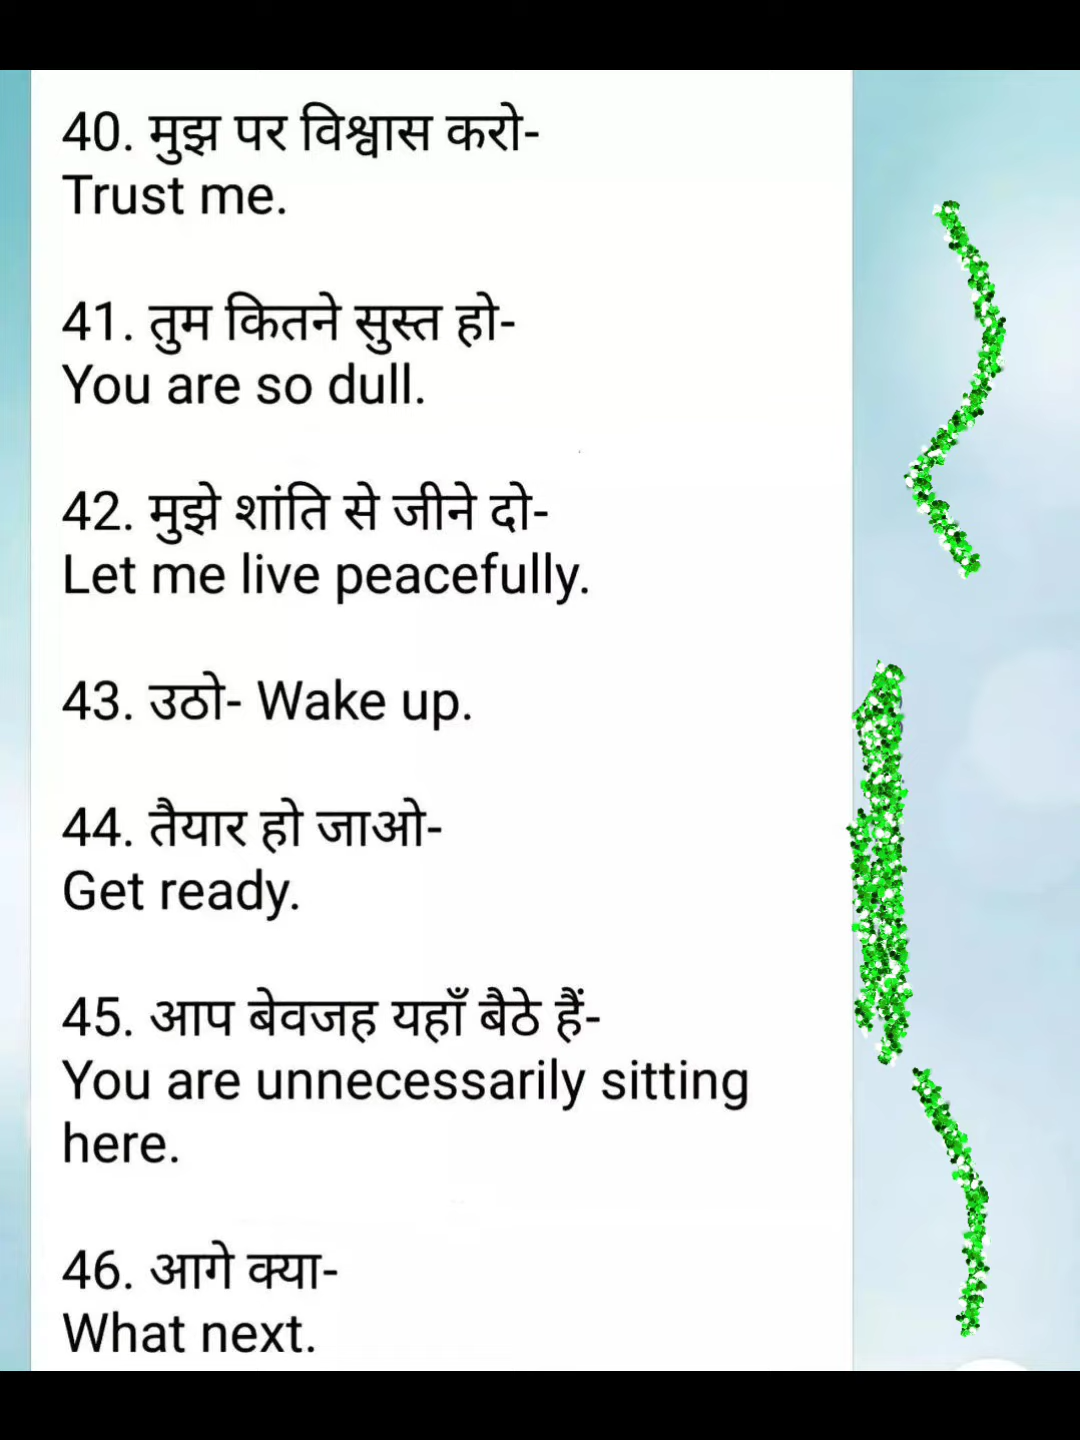 40. मुझ पर विश्वास करो-
Trust me.
41. तुम कितने सुस्त हो-
You are so dull.
42. मुझे शांति से जीने दो-
Let me live peacefully.
43. उठो- Wake up.
44. तैयार हो जाओ-
Get ready.
45. आप बेवजह यहाँ बैठे हैं-
You are unnecessarily sitting
here.
46. आगे क्या-
What next.